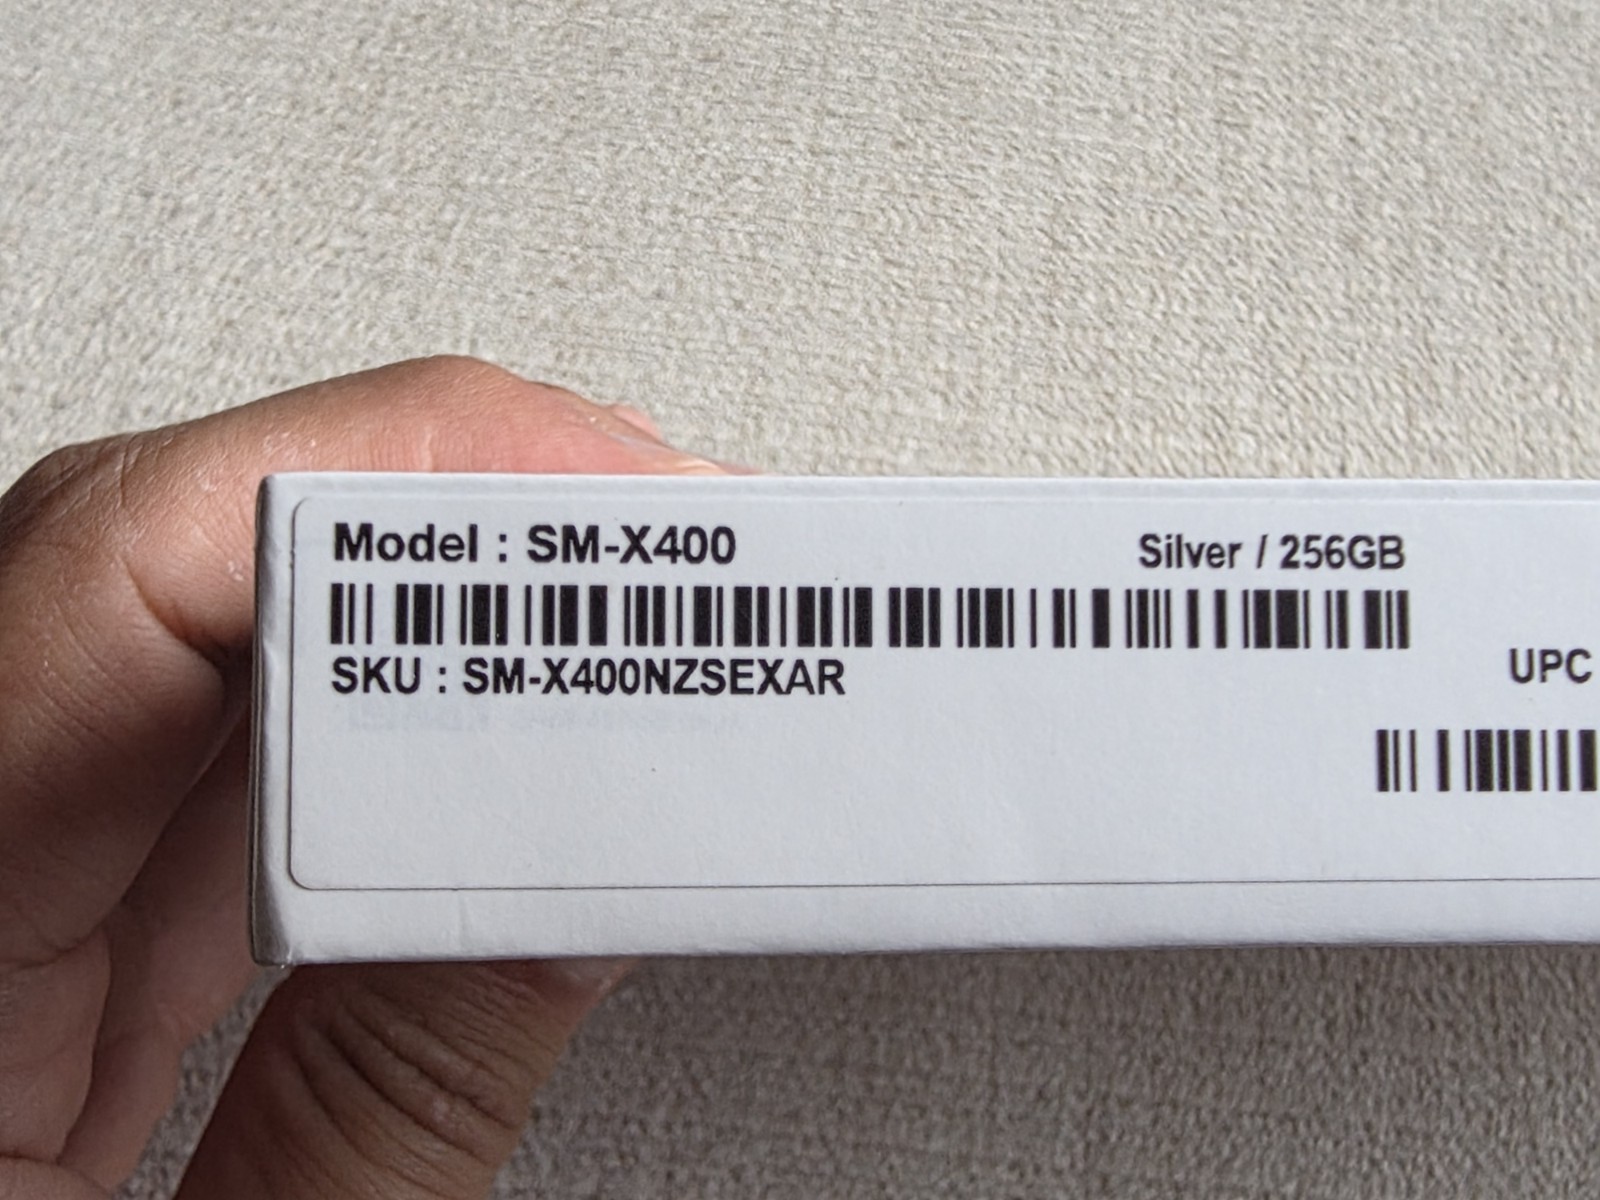 Model : SM-X400
Silver / 256GB
SKU : SM-X400NZSEXAR
UPC